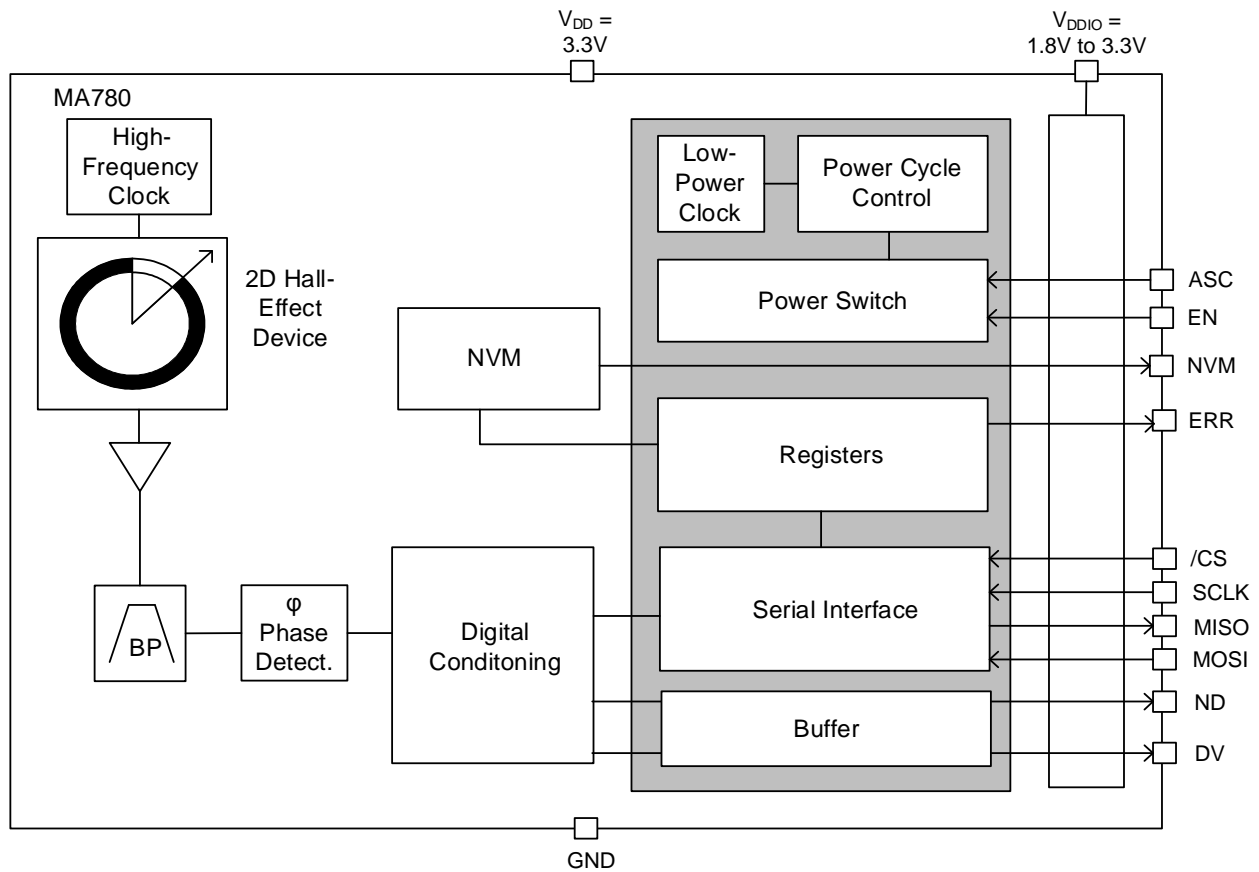 V_DD =
3.3V
V_DDIO =
1.8V to 3.3V
MA780
High-
Frequency
Clock
2D Hall-
Effect
Device
Low-
Power
Clock
Power Cycle
Control
Power Switch
ASC
EN
NVM
NVM
ERR
Registers
/CS
SCLK
MISO
MOSI
Serial Interface
Digital
Conditoning
φ
Phase
Detect.
BP
Buffer
ND
DV
GND